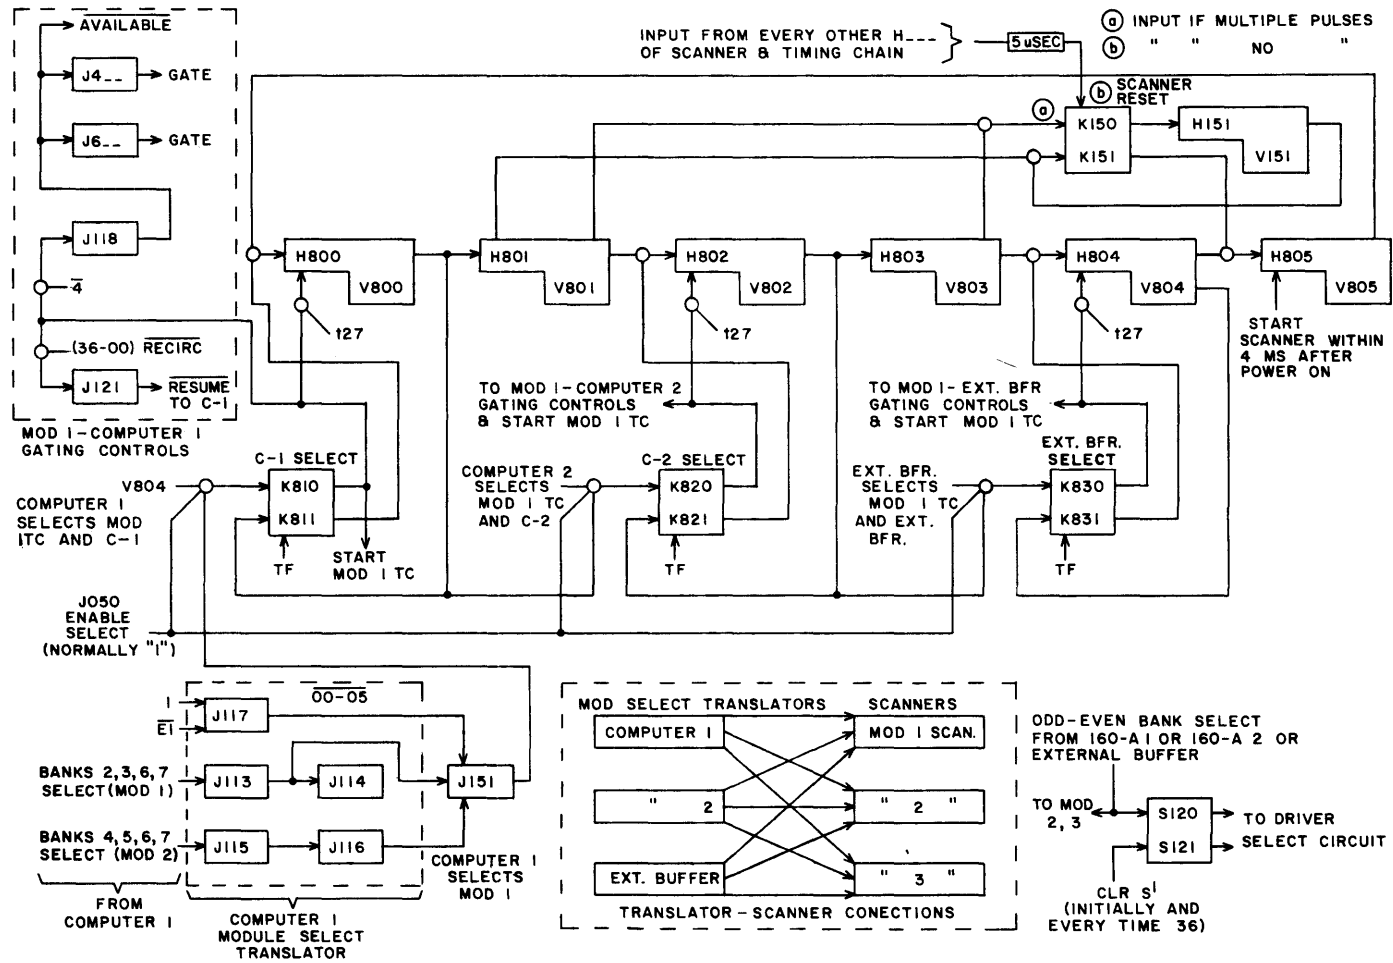 AVAILABLE
J4__
GATE
J6__
GATE
J118
4
(36-00) RECIRC
J121
RESUME
TO C-1
MOD 1-COMPUTER 1
GATING CONTROLS
INPUT FROM EVERY OTHER H___
OF SCANNER & TIMING CHAIN
5 uSEC
a INPUT IF MULTIPLE PULSES
b " " NO "
b SCANNER
RESET
a
K150
K151
H151
V151
H800
V800
H801
V801
H802
V802
H803
V803
H804
V804
H805
V805
t27
t27
t27
START
SCANNER WITHIN
4 MS AFTER
POWER ON
TO MOD 1-COMPUTER 2
GATING CONTROLS
& START MOD 1 TC
TO MOD 1-EXT. BFR
GATING CONTROLS
& START MOD 1 TC
C-1 SELECT
V804
K810
K811
COMPUTER 1
SELECTS MOD
1TC AND C-1
TF
START
MOD 1 TC
C-2 SELECT
COMPUTER 2
SELECTS
MOD 1 TC
AND C-2
K820
K821
TF
EXT. BFR.
SELECT
EXT. BFR.
SELECTS
MOD 1 TC
AND EXT.
BFR.
K830
K831
TF
J050
ENABLE
SELECT
(NORMALLY "1")
00-05
1
E1
J117
BANKS 2,3,6,7
SELECT(MOD 1)
J113
J114
J151
BANKS 4,5,6,7
SELECT (MOD 2)
J115
J116
COMPUTER 1
SELECTS
MOD 1
FROM
COMPUTER 1
COMPUTER 1
MODULE SELECT
TRANSLATOR
MOD SELECT TRANSLATORS
SCANNERS
COMPUTER 1
MOD 1 SCAN.
" 2
" 2 "
EXT. BUFFER
" 3 "
TRANSLATOR-SCANNER CONECTIONS
ODD-EVEN BANK SELECT
FROM 160-A 1 OR 160-A 2 OR
EXTERNAL BUFFER
TO MOD
2, 3
S120
S121
TO DRIVER
SELECT CIRCUIT
CLR S¹
(INITIALLY AND
EVERY TIME 36)